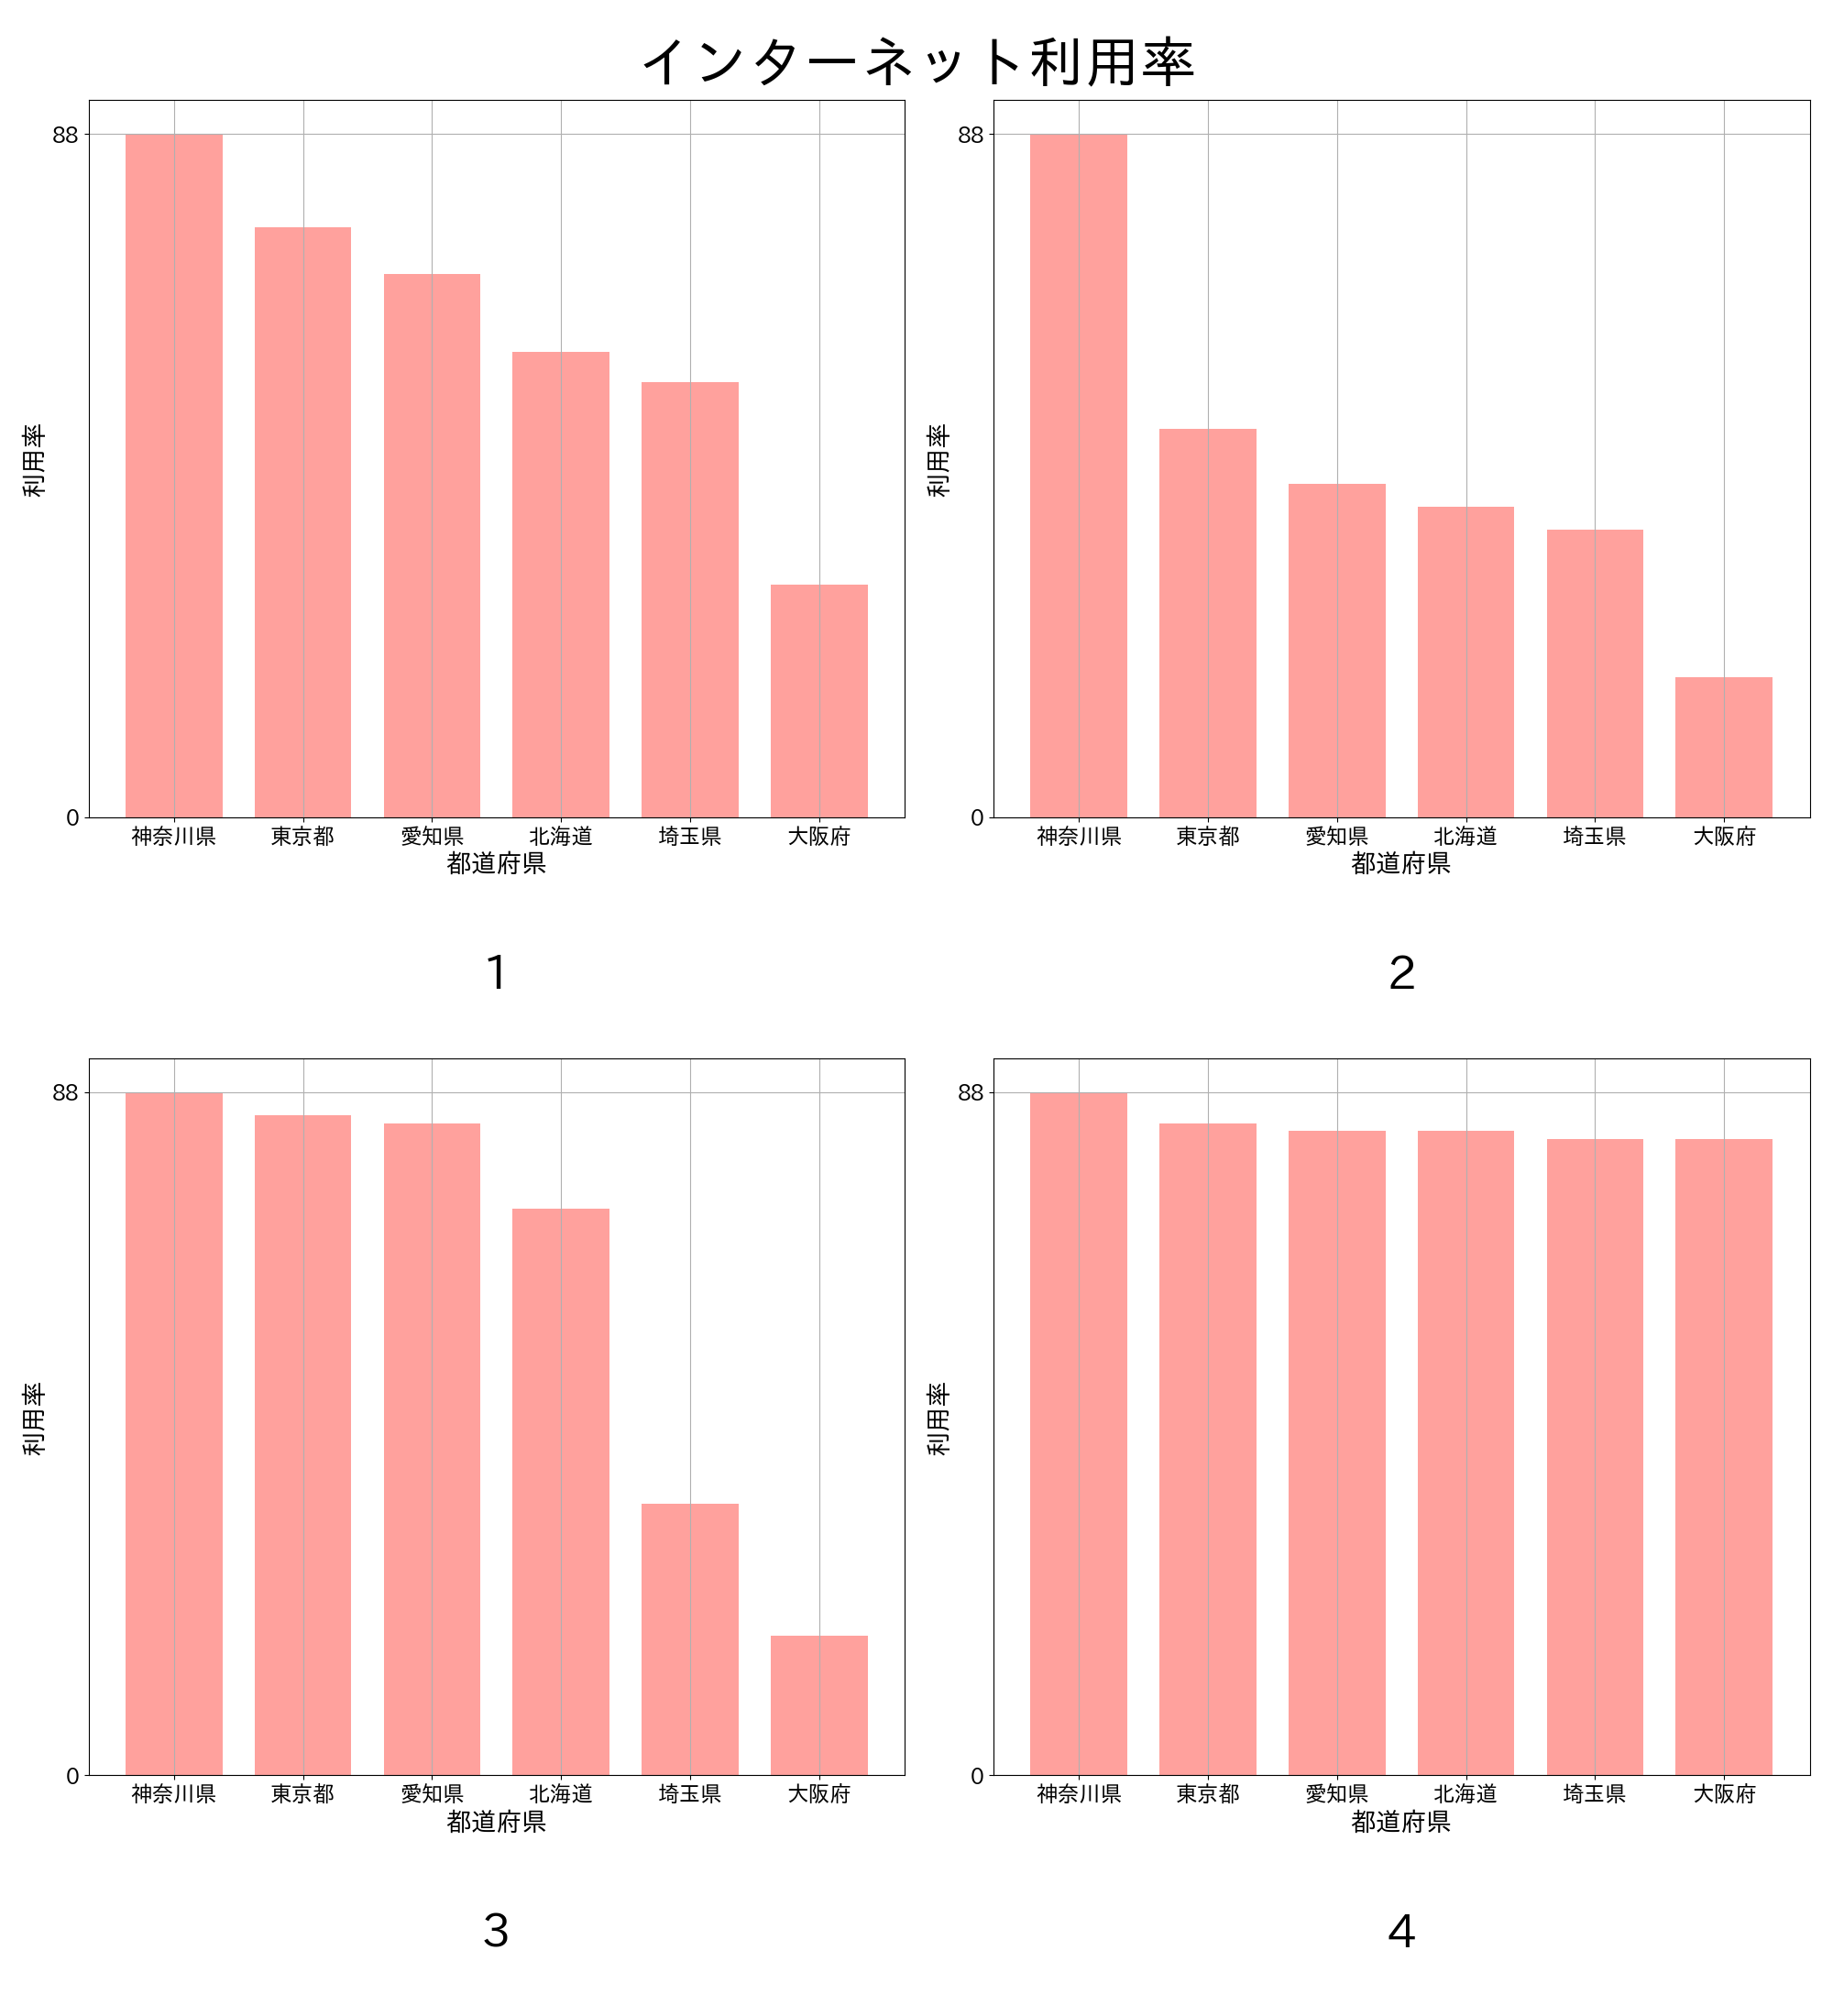 インターネット利用率
88
0
利用率
神奈川県 東京都 愛知県 北海道 埼玉県 大阪府
都道府県
1
88
0
利用率
神奈川県 東京都 愛知県 北海道 埼玉県 大阪府
都道府県
2
88
0
利用率
神奈川県 東京都 愛知県 北海道 埼玉県 大阪府
都道府県
3
88
0
利用率
神奈川県 東京都 愛知県 北海道 埼玉県 大阪府
都道府県
4